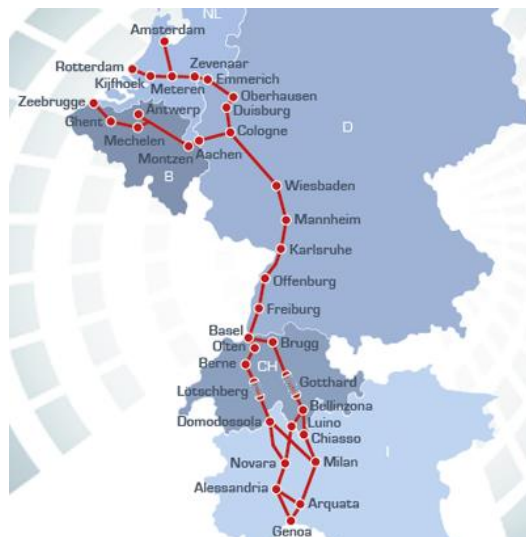 NL
Amsterdam
Rotterdam
Zevenaar
Kijfhoek
Meteren
Emmerich
Zeebrugge
Antwerp
Oberhausen
Ghent
Duisburg
D
Mechelen
Cologne
Montzen
Aachen
B
Wiesbaden
Mannheim
Karlsruhe
Offenburg
Freiburg
Basel
Olten
Brugg
Berne
CH
Lötschberg
Gotthard
Bellinzona
Domodossola
Luino
Chiasso
I
Novara
Milan
Alessandria
Arquata
Genoa